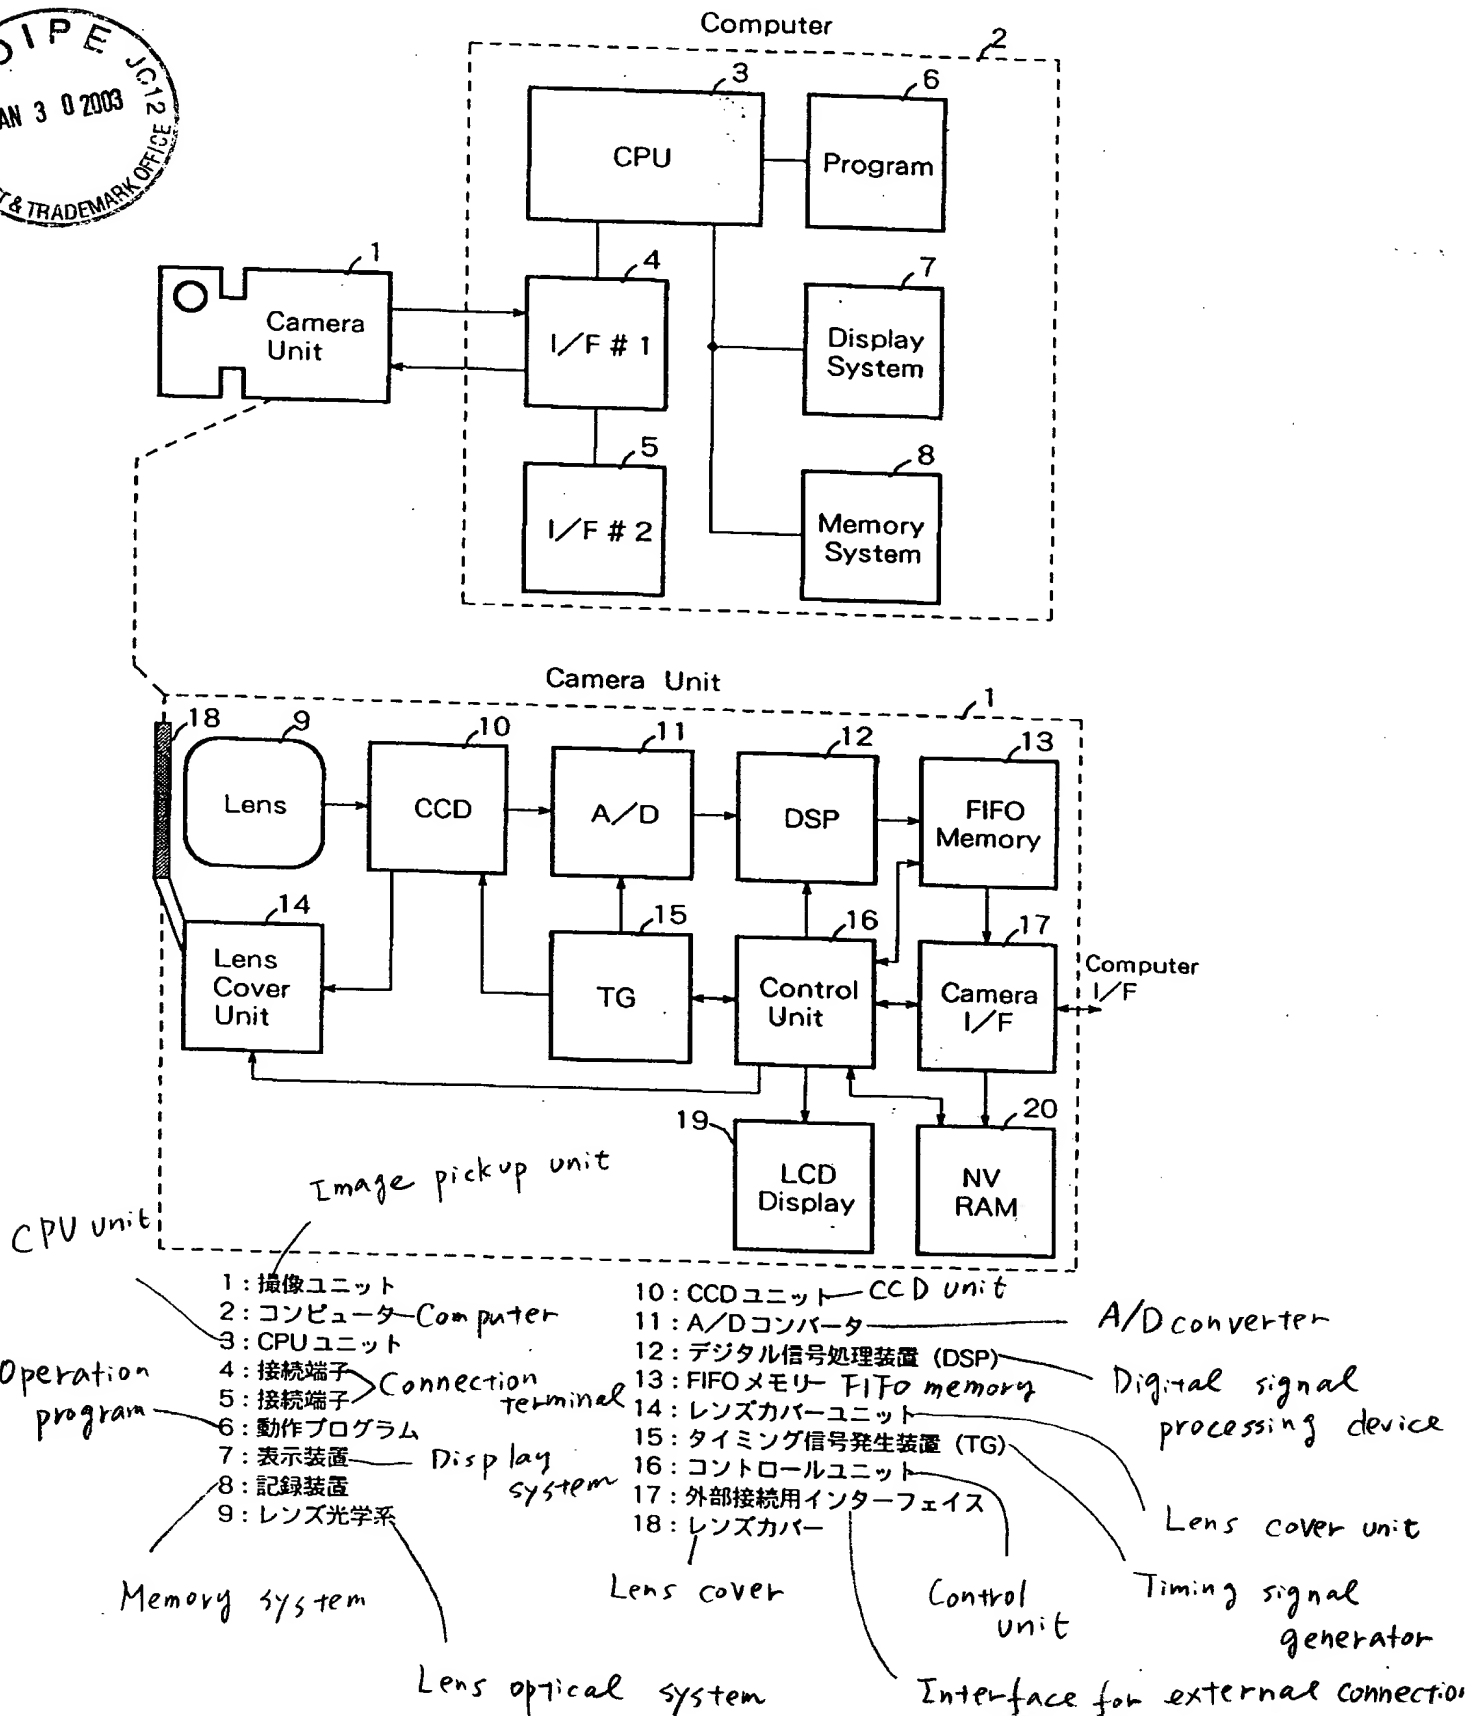 OIPE JC12
JAN 3 0 2003
T & TRADEMARK OFFICE
Computer
2
3
CPU
6
Program
1
Camera
Unit
4
I/F # 1
7
Display
System
5
I/F # 2
8
Memory
System
Camera Unit
1
18
9
Lens
10
CCD
11
A/D
12
DSP
13
FIFO
Memory
14
Lens
Cover
Unit
15
TG
16
Control
Unit
17
Camera
I/F
Computer
I/F
19
LCD
Display
20
NV
RAM
Image pickup unit
CPU unit
1 : 撮像ユニット
2 : コンピューター Computer
3 : CPUユニット
4 : 接続端子
5 : 接続端子
Connection
terminal
Operation
program
6 : 動作プログラム
7 : 表示装置
Display
system
8 : 記録装置
9 : レンズ光学系
Memory system
Lens optical system
10 : CCDユニット CCD unit
11 : A/Dコンバータ A/D converter
12 : デジタル信号処理装置 (DSP)
Digital signal
processing device
13 : FIFOメモリー FIFO memory
14 : レンズカバーユニット
15 : タイミング信号発生装置 (TG)
16 : コントロールユニット
17 : 外部接続用インターフェイス
18 : レンズカバー
Lens cover unit
Lens cover
Control
unit
Timing signal
generator
Interface for external connection